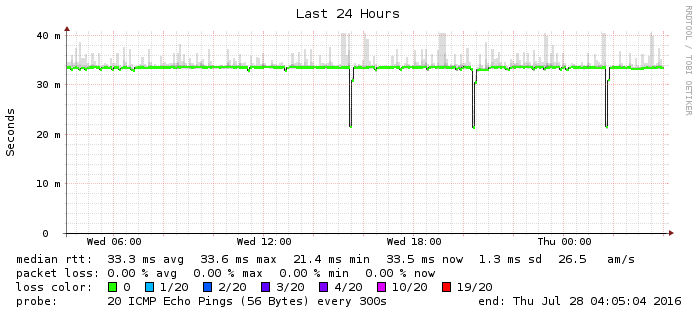 Last 24 Hours
RRDTOOL / TOBI OETIKER
Seconds
40 m
30 m
20 m
10 m
0
Wed 06:00 Wed 12:00 Wed 18:00 Thu 00:00
median rtt: 33.3 ms avg 33.6 ms max 21.4 ms min 33.5 ms now 1.3 ms sd 26.5 am/s
packet loss: 0.00 % avg 0.00 % max 0.00 % min 0.00 % now
loss color: 0 1/20 2/20 3/20 4/20 10/20 19/20
probe: 20 ICMP Echo Pings (56 Bytes) every 300s end: Thu Jul 28 04:05:04 2016